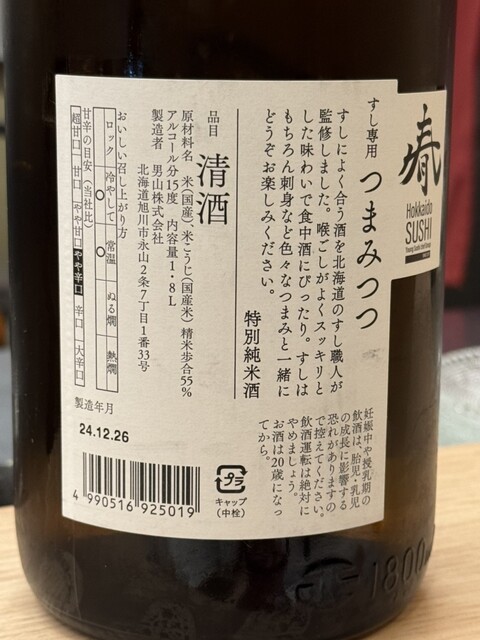 Hokkaido
SUSHI
すし専用
つまみつつ
すしによく合う酒を北海道のすし職人が
監修しました。喉ごしがよくスッキリと
した味わいで食中酒にぴったり。すしは
もちろん刺身など色々なつまみと一緒に
どうぞお楽しみください。
特別純米酒
品目 清酒
原材料名 米(国産)、米こうじ(国産米) 精米歩合55%
アルコール分15度 内容量1・8L
製造者 男山株式会社
北海道旭川市永山2条7丁目1番33号
おいしい召し上がり方
ロック 冷やして 常温 ぬる燗 熱燗
○ ○
甘辛の目安(当社比)
超甘口 甘口 やや甘口 やや辛口 辛口 大辛口
妊娠中や授乳期の
飲酒は、胎児・乳児
の成長に影響する
恐れがありますの
で控えてください。
飲酒運転は絶対に
やめましょう。
お酒は20歳になっ
てから。
製造年月
24.12.26
4 990516 925019
プラ
キャップ
(中栓)
1800